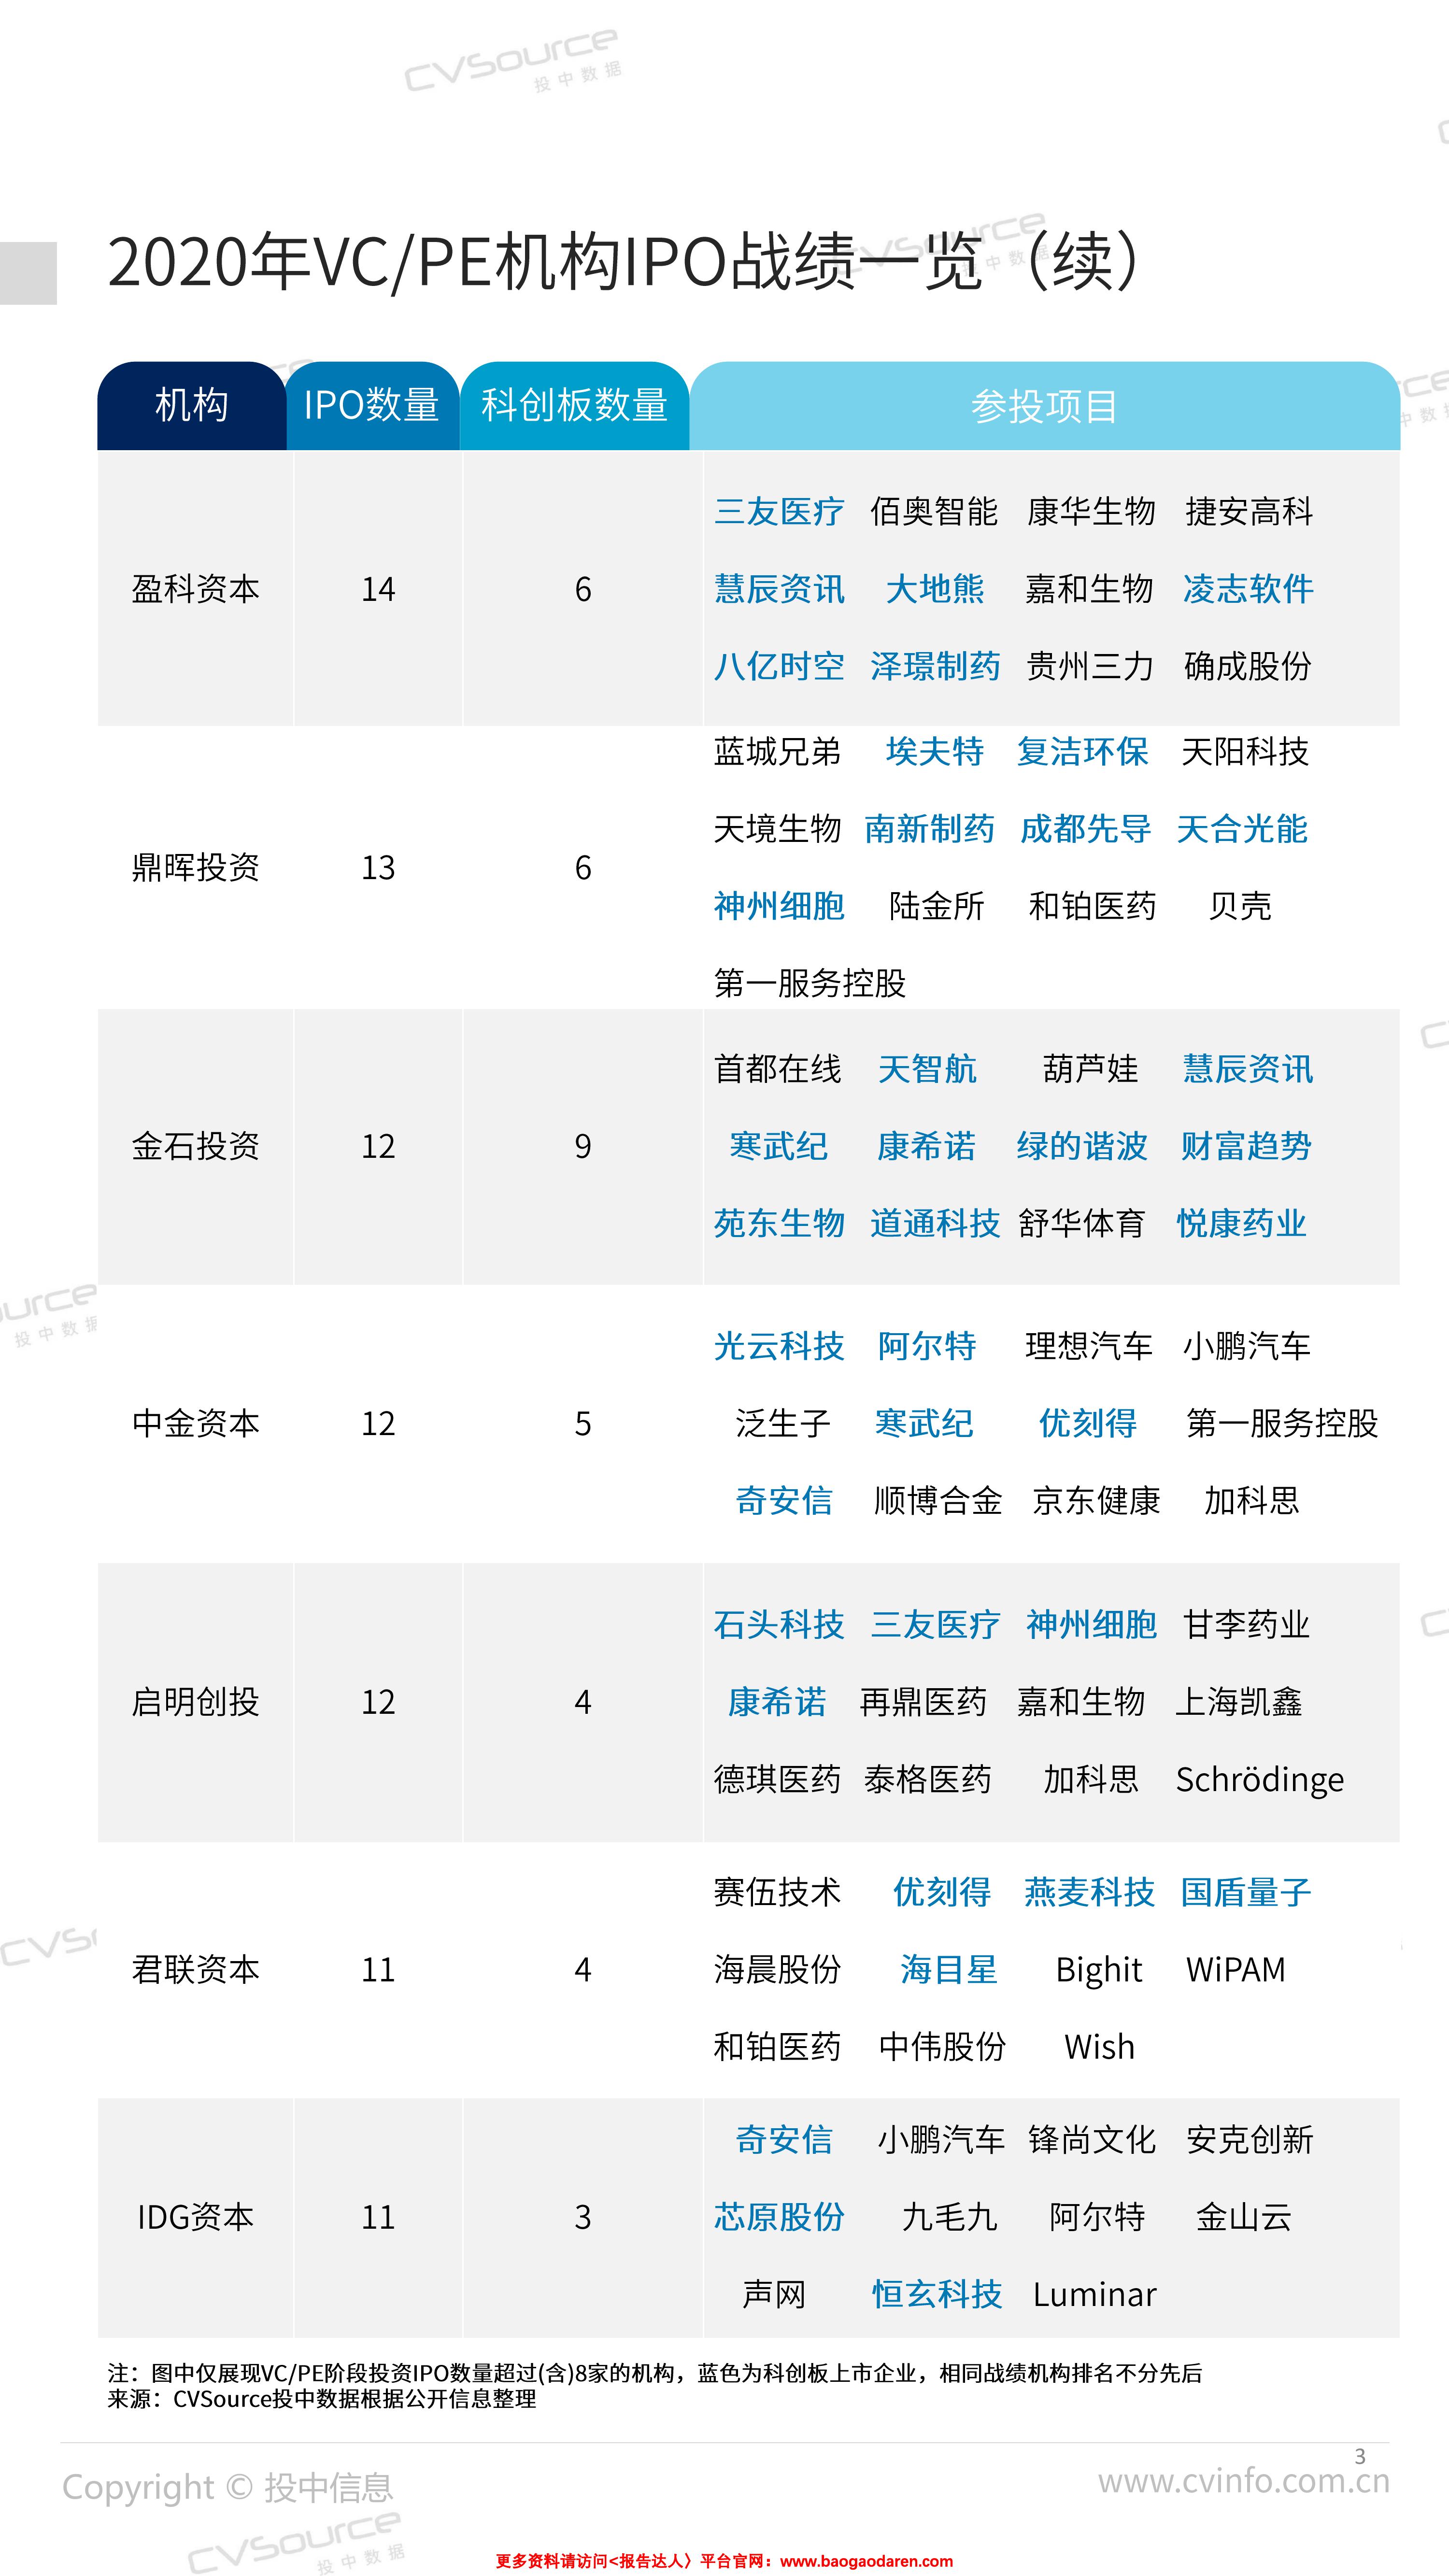 CVSource
投中数据
2020年VC/PE机构IPO战绩一览（续）
CVSource
投中数据
机构 IPO数量 科创板数量 参投项目
三友医疗 佰奥智能 康华生物 捷安高科
盈科资本 14 6 慧辰资讯 大地熊 嘉和生物 凌志软件
八亿时空 泽璟制药 贵州三力 确成股份
蓝城兄弟 埃夫特 复洁环保 天阳科技
天境生物 南新制药 成都先导 天合光能
鼎晖投资 13 6
神州细胞 陆金所 和铂医药 贝壳
第一服务控股
首都在线 天智航 葫芦娃 慧辰资讯
金石投资 12 9 寒武纪 康希诺 绿的谐波 财富趋势
苑东生物 道通科技 舒华体育 悦康药业
光云科技 阿尔特 理想汽车 小鹏汽车
中金资本 12 5 泛生子 寒武纪 优刻得 第一服务控股
奇安信 顺博合金 京东健康 加科思
石头科技 三友医疗 神州细胞 甘李药业
启明创投 12 4 康希诺 再鼎医药 嘉和生物 上海凯鑫
德琪医药 泰格医药 加科思 Schrödinge
赛伍技术 优刻得 燕麦科技 国盾量子
君联资本 11 4 海晨股份 海目星 Bighit WiPAM
和铂医药 中伟股份 Wish
奇安信 小鹏汽车 锋尚文化 安克创新
IDG资本 11 3 芯原股份 九毛九 阿尔特 金山云
声网 恒玄科技 Luminar
注：图中仅展现VC/PE阶段投资IPO数量超过(含)8家的机构，蓝色为科创板上市企业，相同战绩机构排名不分先后
来源：CVSource投中数据根据公开信息整理
3
Copyright © 投中信息 www.cvinfo.com.cn
CVSource
投中数据
更多资料请访问<报告达人〉平台官网：www.baogaodaren.com